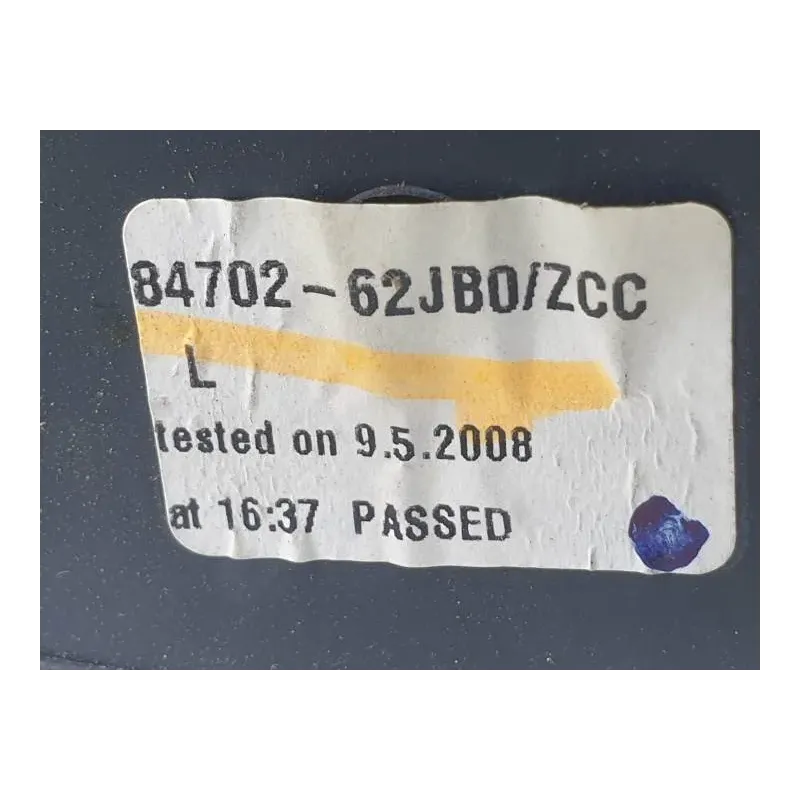 84702-62JB0/ZCC
L
tested on 9.5.2008
at 16:37 PASSED